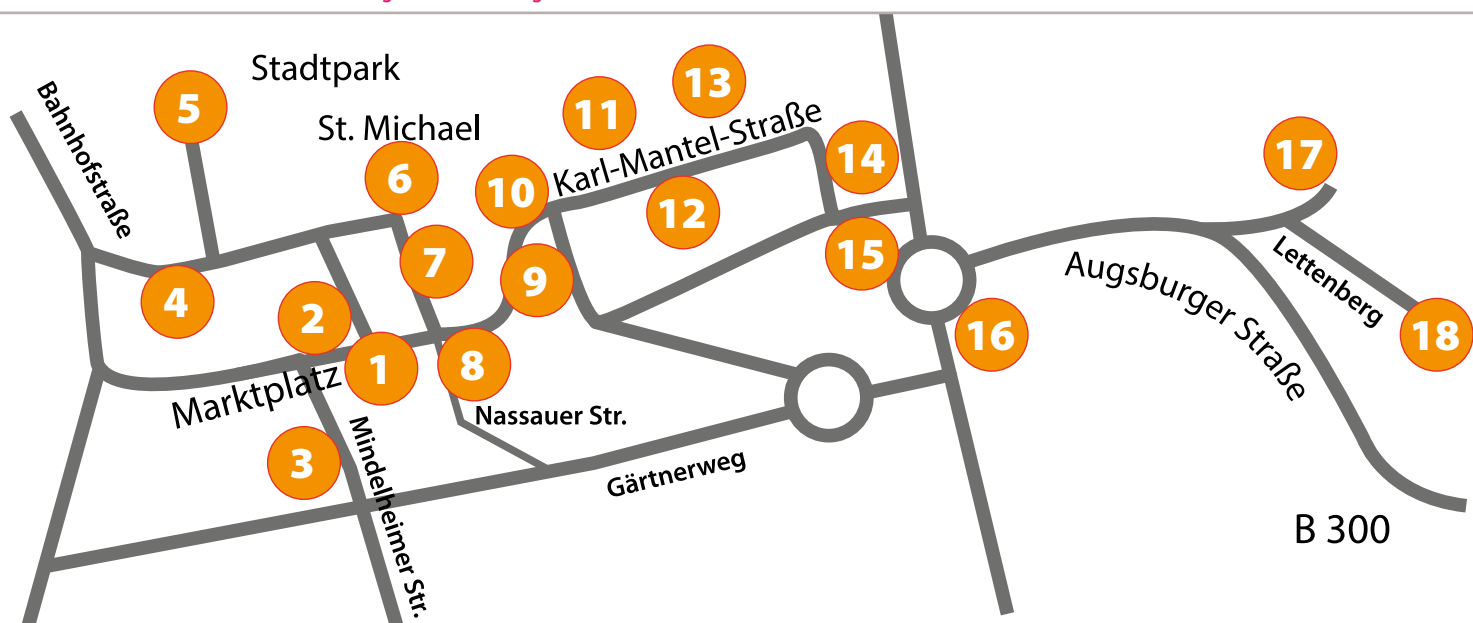 Stadtpark
Bahnhofstraße
5
St. Michael
11
13
Karl-Mantel-Straße
6
10
12
14
17
7
9
15
4
2
1
8
16
Augsburger Straße
Lettenberg
18
Marktplatz
Nassauer Str.
3
Mindelheimer Str.
Gärtnerweg
B 300